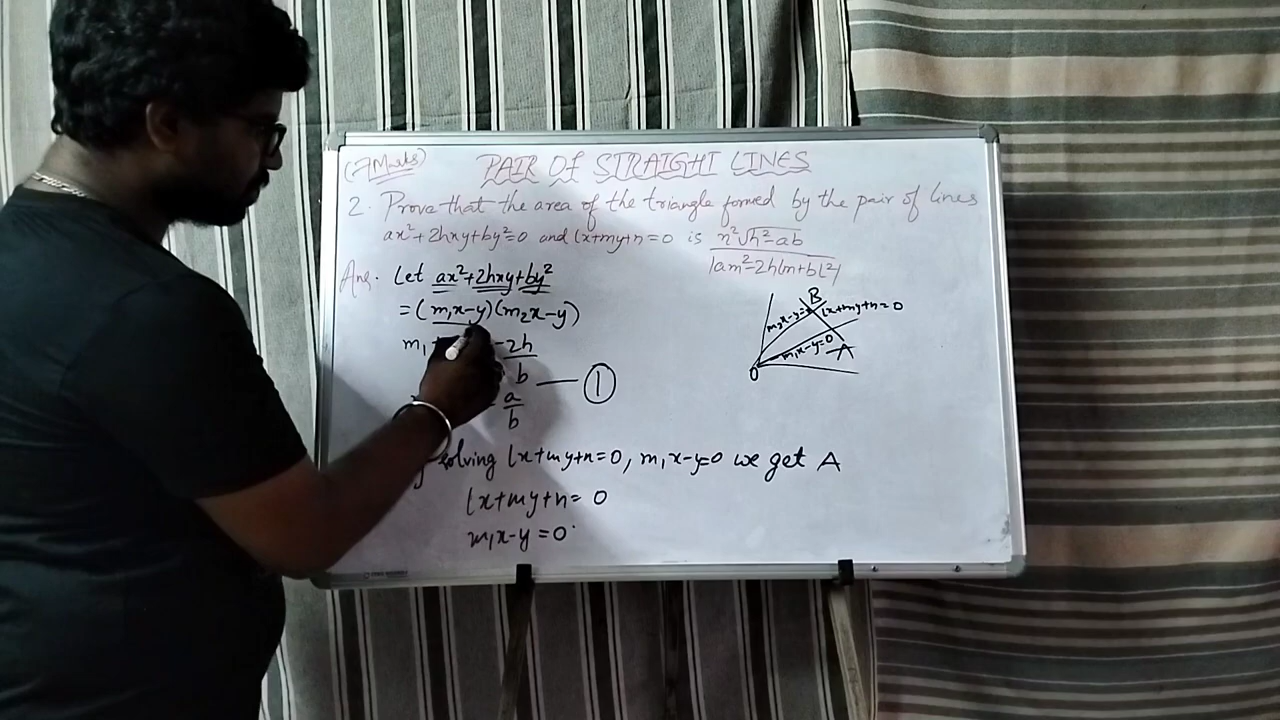 (7 Marks)
PAIR OF STRAIGHT LINES
2. Prove that the area of the triangle formed by the pair of lines
ax²+2hxy+by²=0 and lx+my+n=0 is n²√h²-ab
|am²-2hlm+bl²|
Ans. Let ax²+2hxy+by²
=(m₁x-y)(m₂x-y)
m₁ -2h
b
1
a
b
solving lx+my+n=0, m₁x-y=0 we get A
lx+my+n=0
m₁x-y=0
B
m₂x-y=
lx+my+n=0
m₁x-y=0
A
O